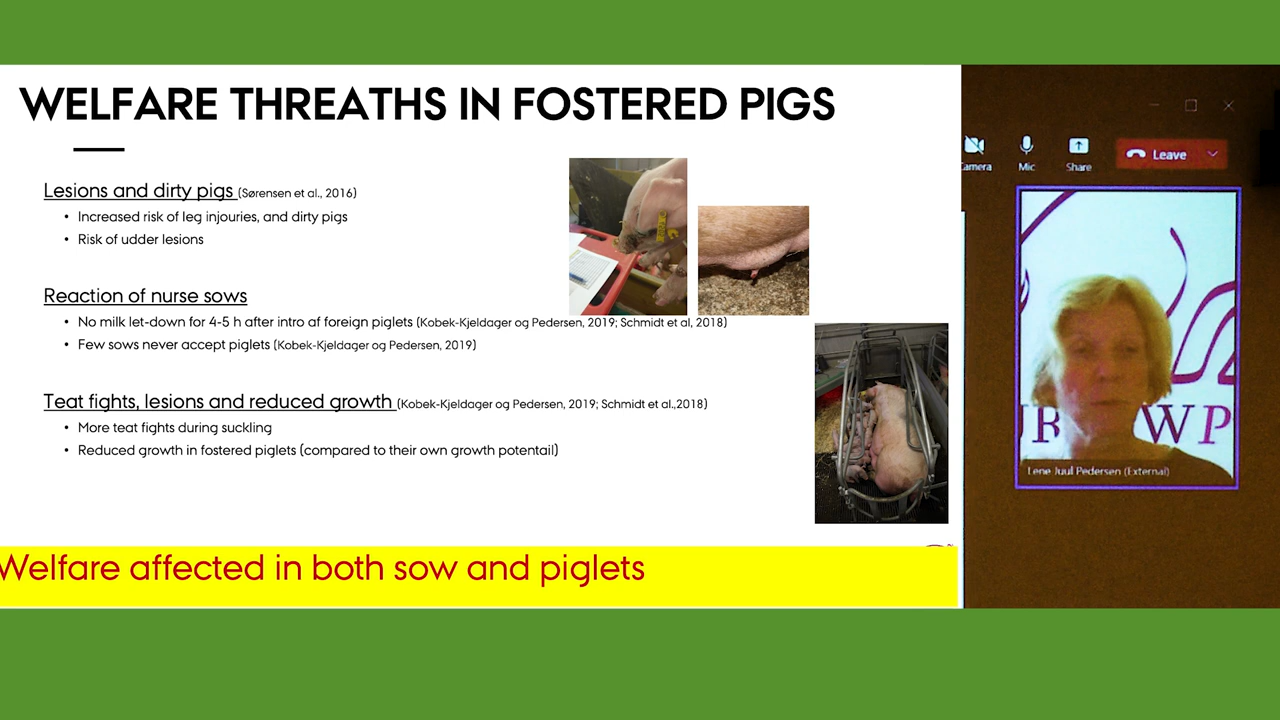 WELFARE THREATHS IN FOSTERED PIGS
Lesions and dirty pigs (Sørensen et al., 2016)
• Increased risk of leg injouries, and dirty pigs
• Risk of udder lesions
Reaction of nurse sows
• No milk let-down for 4-5 h after intro af foreign piglets (Kobek-Kjeldager og Pedersen, 2019; Schmidt et al, 2018)
• Few sows never accept piglets (Kobek-Kjeldager og Pedersen, 2019)
Teat fights, lesions and reduced growth (Kobek-Kjeldager og Pedersen, 2019; Schmidt et al.,2018)
• More teat fights during suckling
• Reduced growth in fostered piglets (compared to their own growth potentail)
Welfare affected in both sow and piglets
Camera Mic Share Leave
WP
Lene Juul Pedersen (External)